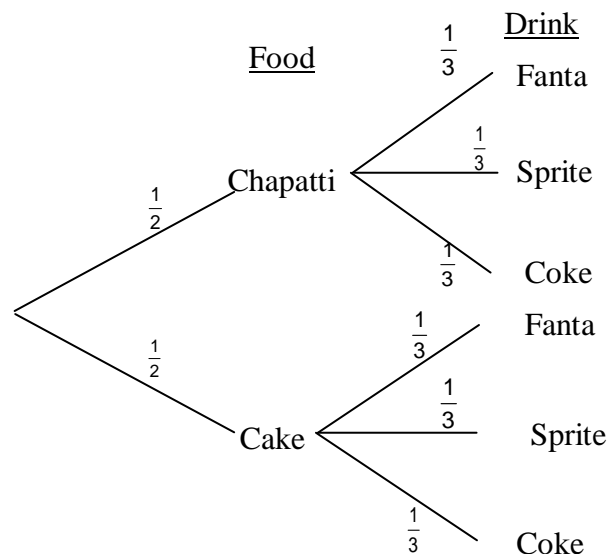 Drink
Food
1/3
Fanta
1/3
Sprite
Chapatti
1/2
1/3
Coke
1/3
Fanta
1/2
1/3
Sprite
Cake
1/3
Coke